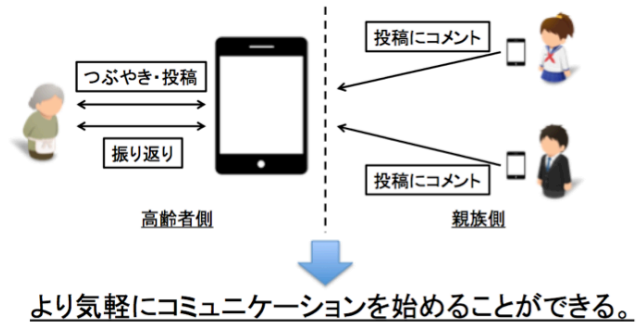 投稿にコメント
つぶやき・投稿
振り返り
投稿にコメント
高齢者側
親族側
より気軽にコミュニケーションを始めることができる。